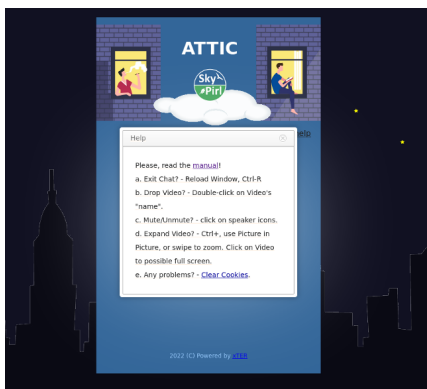 ATTIC
Sky
#Pirl
help
Help
Please, read the manual!
a. Exit Chat? - Reload Window, Ctrl-R
b. Drop Video? - Double-click on Video's
"name".
c. Mute/Unmute? - click on speaker icons.
d. Expand Video? - Ctrl+, use Picture in
Picture, or swipe to zoom. Click on Video
to possible full screen.
e. Any problems? - Clear Cookies.
2022 (C) Powered by xTER